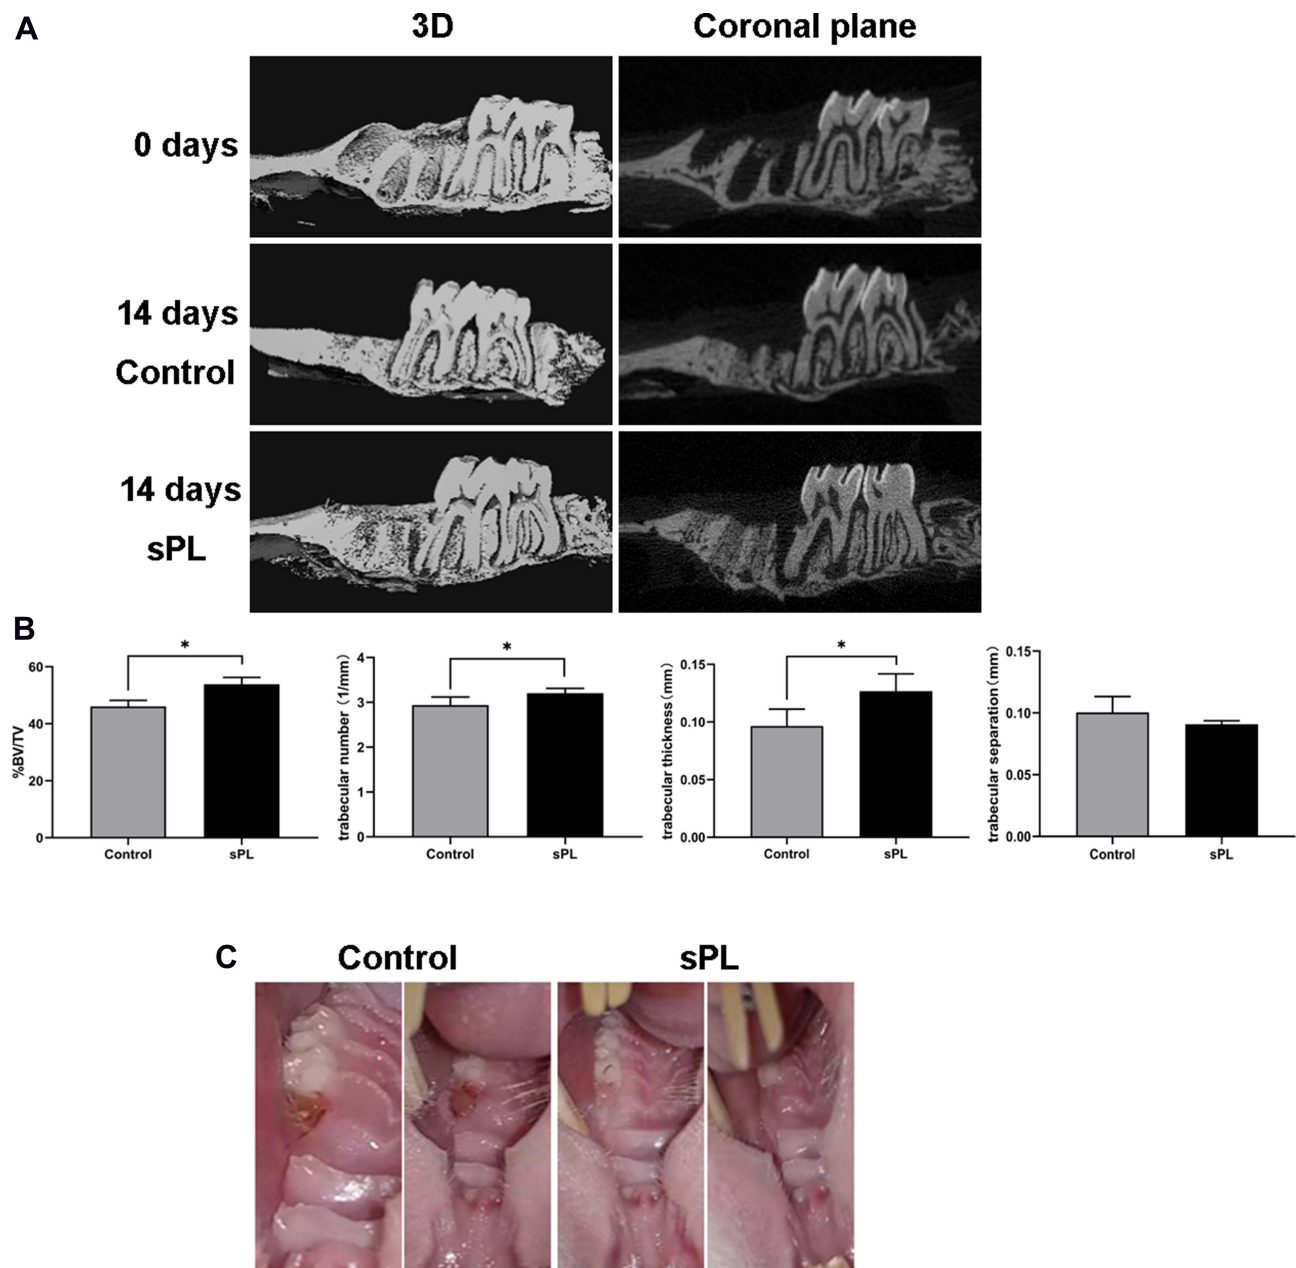 A
3D
Coronal plane
0 days
14 days
Control
14 days
sPL
B
*
60
40
20
0
%BV/TV
Control
sPL
*
4
3
2
1
0
trabecular number (1/mm)
Control
sPL
*
0.15
0.10
0.05
0.00
trabecular thickness(mm)
Control
sPL
0.15
0.10
0.05
0.00
trabecular separation(mm)
Control
sPL
C
Control
sPL